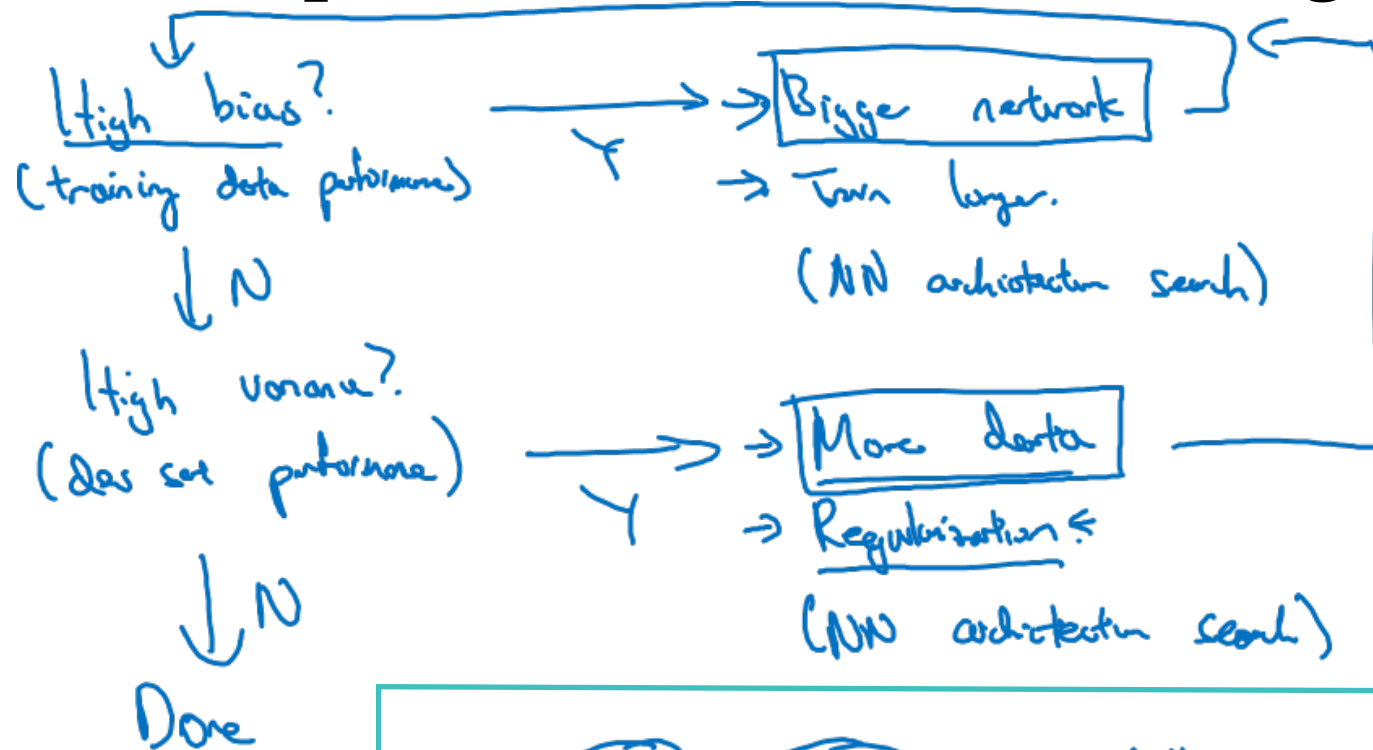 High bias?
(training data performance)
Y
→ Bigger network
→ Train longer.
(NN architecture search)
N
High variance?
(dev set performance)
Y
→ More data
→ Regularization
(NN architecture search)
N
Done